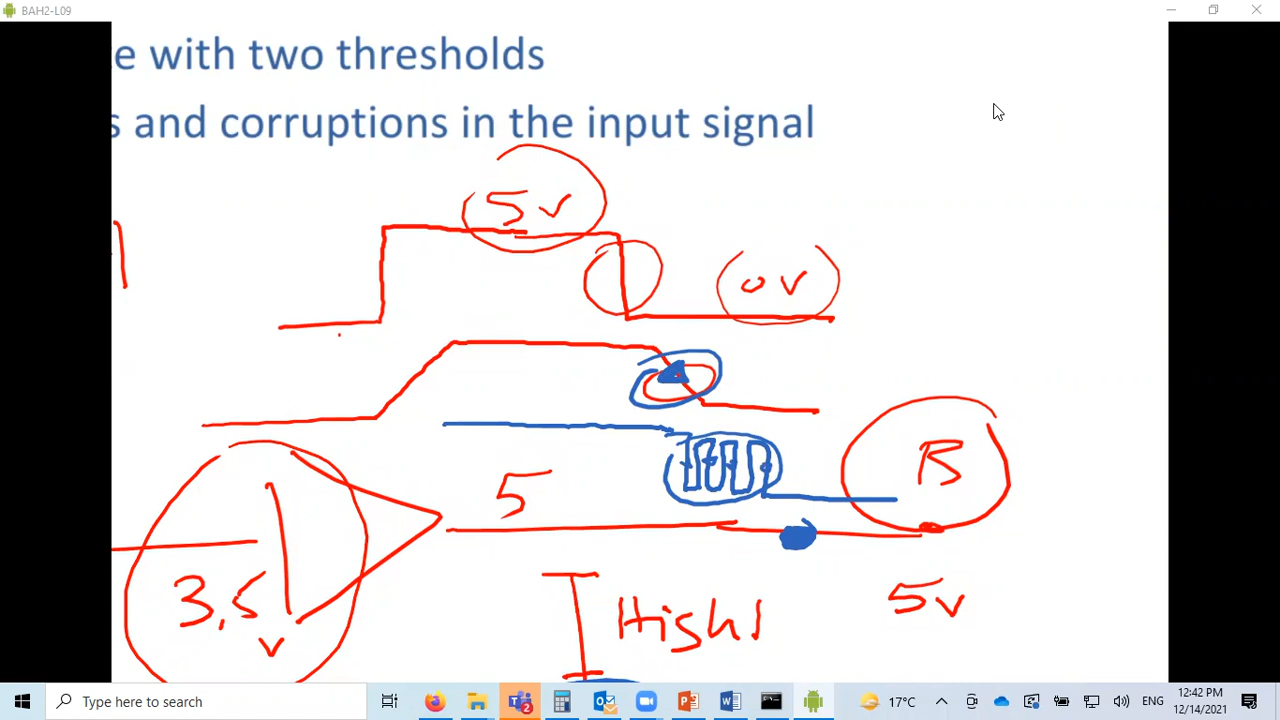 BAH2-L09
e with two thresholds
s and corruptions in the input signal
5v
0v
5
B
3,5
v
High
5v
Type here to search
17°C
ENG
12:42 PM
12/14/2021